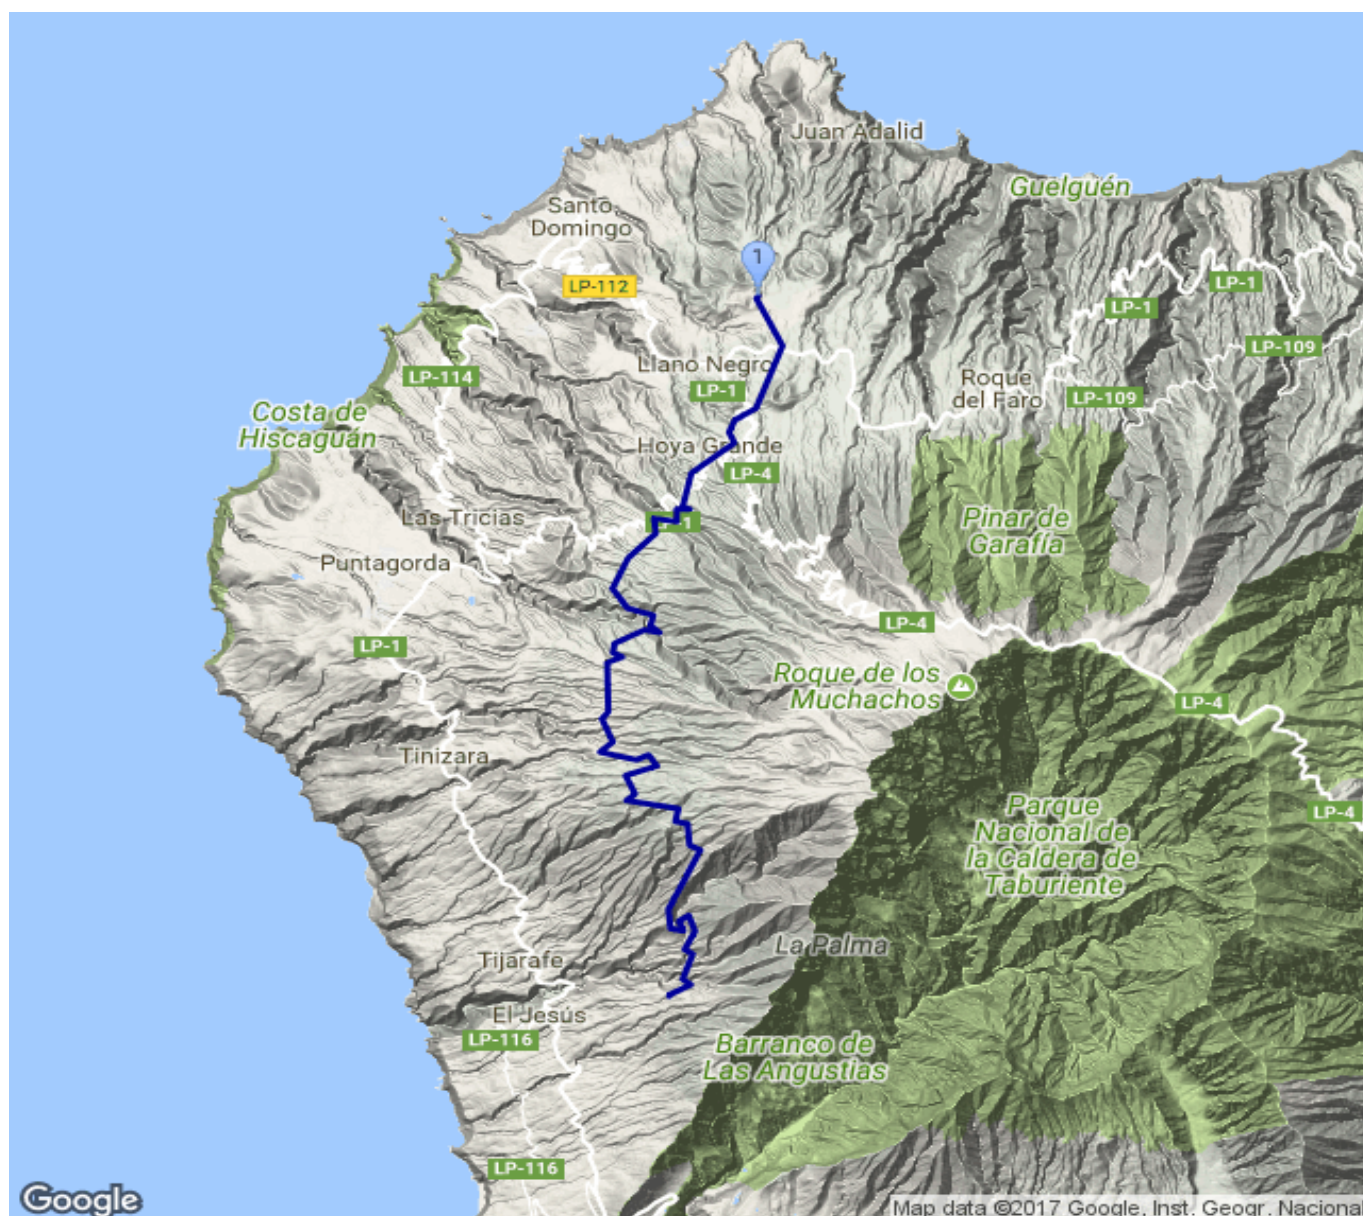 Juan Adalid
Guelguén
Santo
Domingo
1
LP-112
LP-1
LP-1
LP-109
Llano Negro
LP-114
LP-1
Roque
del Faro
LP-109
Costa de
Hiscaguán
Hoya Grande
LP-4
Las Tricias
Pinar de
Garafía
Puntagorda
LP-4
LP-1
Roque de los
Muchachos
LP-4
Tinizara
Parque
Nacional de
la Caldera de
Taburiente
LP-4
La Palma
Tijarafe
El Jesús
LP-116
Barranco de
Las Angustias
LP-116
Google
Map data ©2017 Google, Inst. Geogr. Naciona